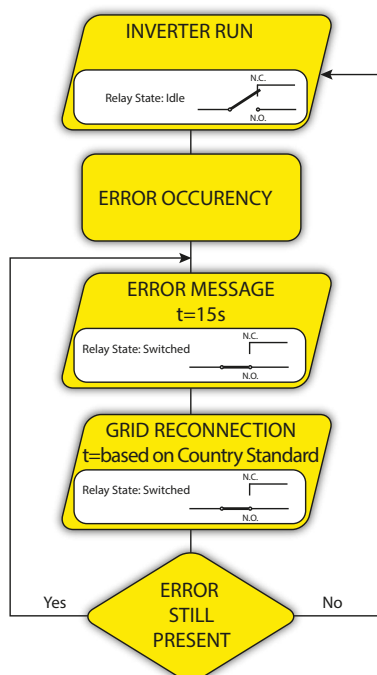 INVERTER RUN
N.C.
Relay State: Idle
N.O.
ERROR OCCURENCY
ERROR MESSAGE
t=15s
N.C.
Relay State: Switched
N.O.
GRID RECONNECTION
t=based on Country Standard
N.C.
Relay State: Switched
N.O.
Yes
ERROR
STILL
PRESENT
No